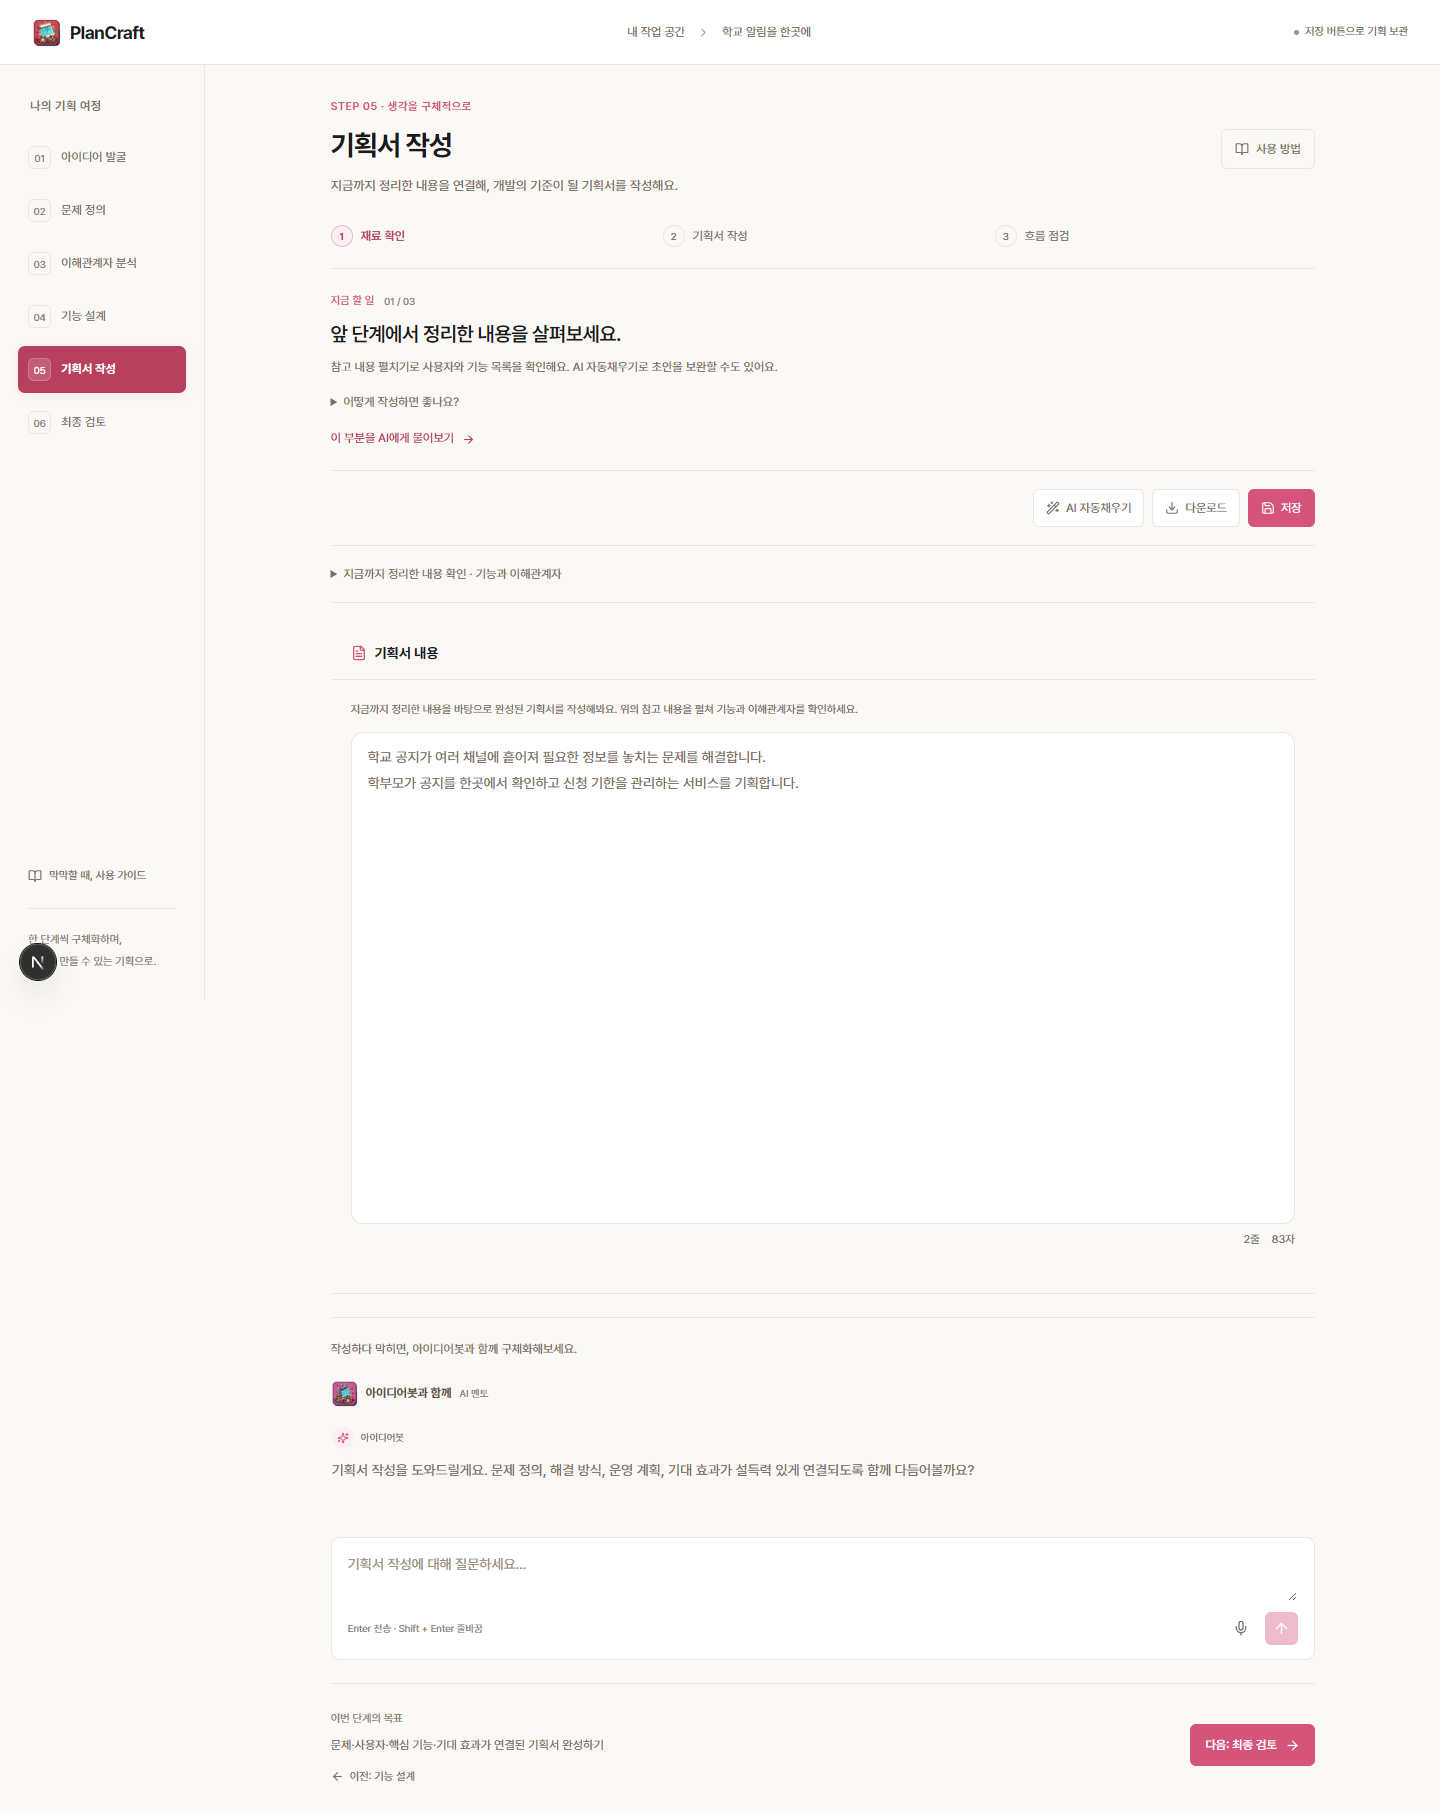 PlanCraft
내 작업 공간 > 학교 알림을 한곳에
저장 버튼으로 기획 보관
나의 기획 여정
01 아이디어 발굴
02 문제 정의
03 이해관계자 분석
04 기능 설계
05 기획서 작성
06 최종 검토
막막할 때, 사용 가이드
한 단계씩 구체화하며,
만들 수 있는 기획으로.
N
STEP 05 · 생각을 구체적으로
기획서 작성
사용 방법
지금까지 정리한 내용을 연결해, 개발의 기준이 될 기획서를 작성해요.
1 재료 확인
2 기획서 작성
3 흐름 점검
지금 할 일 01 / 03
앞 단계에서 정리한 내용을 살펴보세요.
참고 내용 펼치기로 사용자와 기능 목록을 확인해요. AI 자동채우기로 초안을 보완할 수도 있어요.
▶ 어떻게 작성하면 좋나요?
이 부분을 AI에게 물어보기 →
AI 자동채우기
다운로드
저장
▶ 지금까지 정리한 내용 확인 · 기능과 이해관계자
기획서 내용
지금까지 정리한 내용을 바탕으로 완성된 기획서를 작성해봐요. 위의 참고 내용을 펼쳐 기능과 이해관계자를 확인하세요.
학교 공지가 여러 채널에 흩어져 필요한 정보를 놓치는 문제를 해결합니다.
학부모가 공지를 한곳에서 확인하고 신청 기한을 관리하는 서비스를 기획합니다.
2줄 83자
작성하다 막히면, 아이디어봇과 함께 구체화해보세요.
아이디어봇과 함께 AI 멘토
아이디어봇
기획서 작성을 도와드릴게요. 문제 정의, 해결 방식, 운영 계획, 기대 효과가 설득력 있게 연결되도록 함께 다듬어볼까요?
기획서 작성에 대해 질문하세요...
Enter 전송 · Shift + Enter 줄바꿈
이번 단계의 목표
문제·사용자·핵심 기능·기대 효과가 연결된 기획서 완성하기
← 이전: 기능 설계
다음: 최종 검토 →